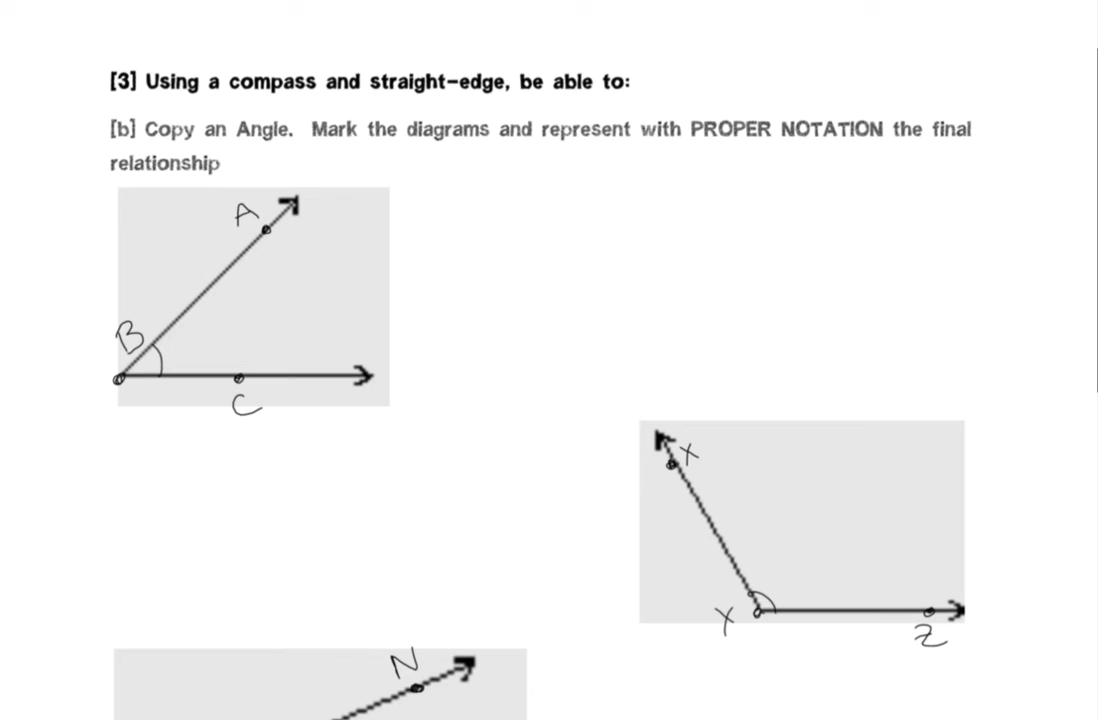 [3] Using a compass and straight-edge, be able to:
[b] Copy an Angle. Mark the diagrams and represent with PROPER NOTATION the final
relationship
A
B
C
X
Y
Z
N